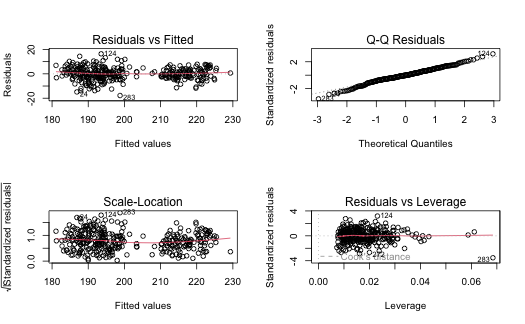 Residuals vs Fitted
Residuals
20
0
-20
124
24
283
180 190 200 210 220 230
Fitted values
Q-Q Residuals
Standardized residuals
2
-2
124
283
-3 -2 -1 0 1 2 3
Theoretical Quantiles
Scale-Location
√|Standardized residuals|
1.0
0.0
24
124
283
180 190 200 210 220 230
Fitted values
Residuals vs Leverage
Standardized residuals
4
0
-4
124
283
Cook's distance
0.00 0.02 0.04 0.06
Leverage